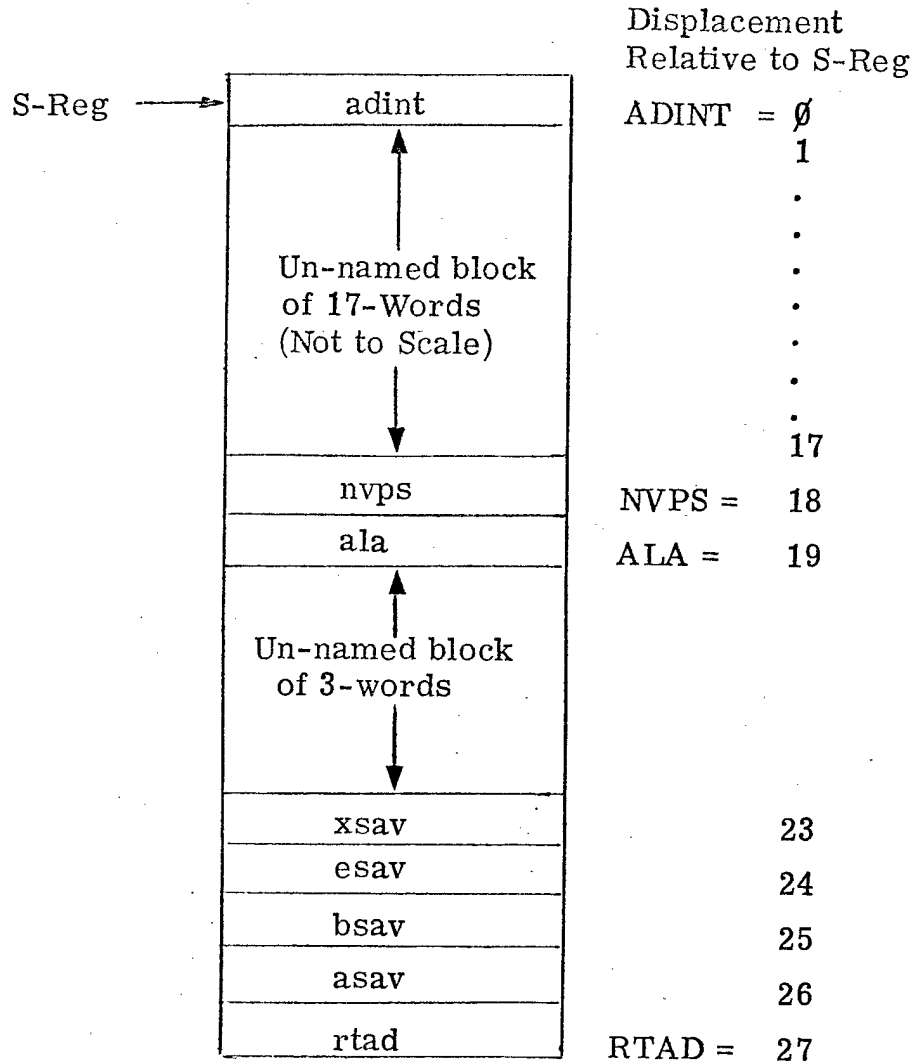 Displacement
Relative to S-Reg
S-Reg
adint
ADINT = Ø
1
.
.
.
.
.
.
.
Un-named block
of 17-Words
(Not to Scale)
17
nvps
NVPS = 18
ala
ALA = 19
Un-named block
of 3-words
xsav
23
esav
24
bsav
25
asav
26
rtad
RTAD = 27